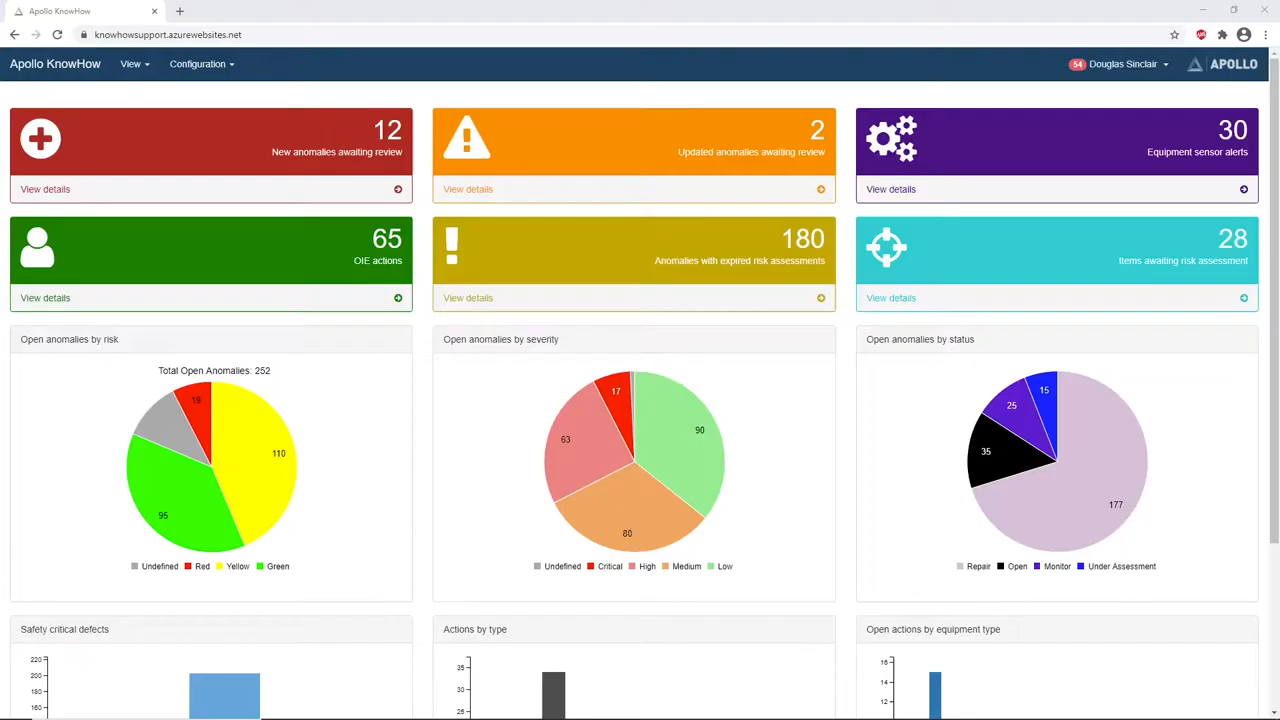 Apollo KnowHow
knowhowsupport.azurewebsites.net
Apollo KnowHow View Configuration 54 Douglas Sinclair APOLLO
12
New anomalies awaiting review
View details
2
Updated anomalies awaiting review
View details
30
Equipment sensor alerts
View details
65
OIE actions
View details
180
Anomalies with expired risk assessments
View details
28
Items awaiting risk assessment
View details
Open anomalies by risk
Total Open Anomalies: 252
19
110
95
Undefined Red Yellow Green
Open anomalies by severity
17
90
63
80
Undefined Critical High Medium Low
Open anomalies by status
15
25
35
177
Repair Open Monitor Under Assessment
Safety critical defects
220
200
180
160
Actions by type
35
30
25
Open actions by equipment type
16
14
12